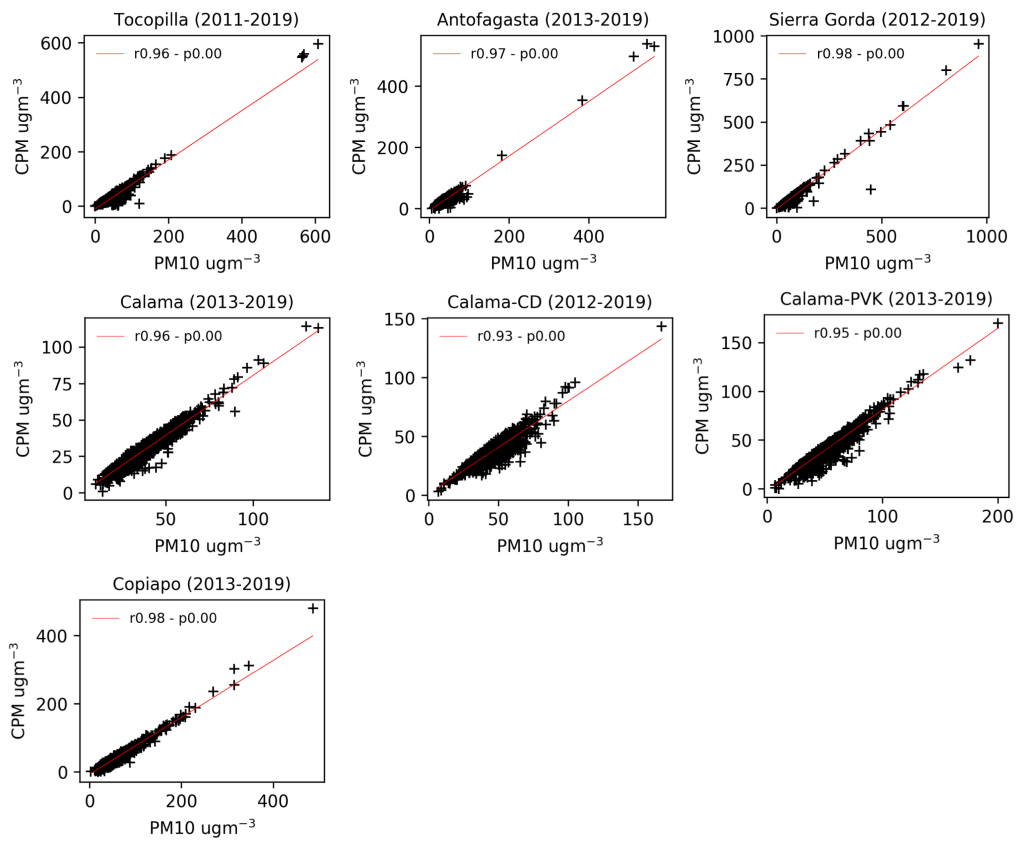 Tocopilla (2011-2019)
r0.96 - p0.00
CPM ugm⁻³
600
400
200
0
0 200 400 600
PM10 ugm⁻³
Antofagasta (2013-2019)
r0.97 - p0.00
CPM ugm⁻³
400
200
0
0 200 400
PM10 ugm⁻³
Sierra Gorda (2012-2019)
r0.98 - p0.00
CPM ugm⁻³
1000
750
500
250
0
0 500 1000
PM10 ugm⁻³
Calama (2013-2019)
r0.96 - p0.00
CPM ugm⁻³
100
75
50
25
0
50 100
PM10 ugm⁻³
Calama-CD (2012-2019)
r0.93 - p0.00
CPM ugm⁻³
150
100
50
0
0 50 100 150
PM10 ugm⁻³
Calama-PVK (2013-2019)
r0.95 - p0.00
CPM ugm⁻³
150
100
50
0
0 100 200
PM10 ugm⁻³
Copiapo (2013-2019)
r0.98 - p0.00
CPM ugm⁻³
400
200
0
0 200 400
PM10 ugm⁻³